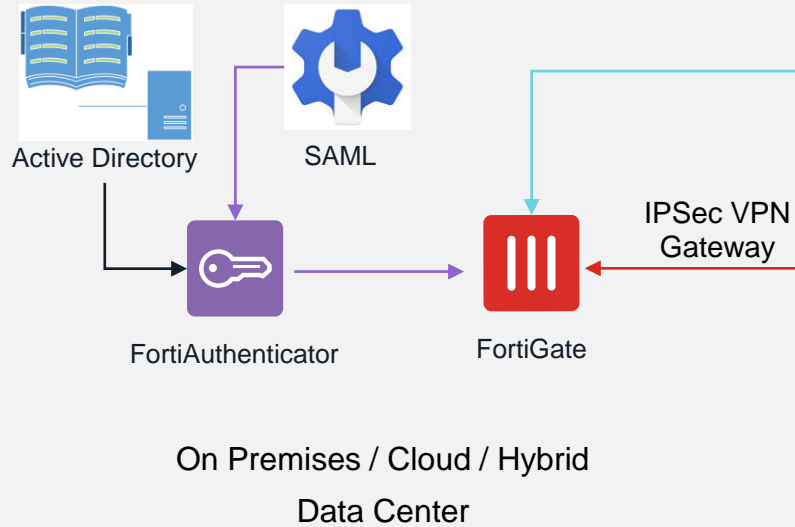 Active Directory
SAML
IPSec VPN
Gateway
FortiAuthenticator
FortiGate
On Premises / Cloud / Hybrid
Data Center